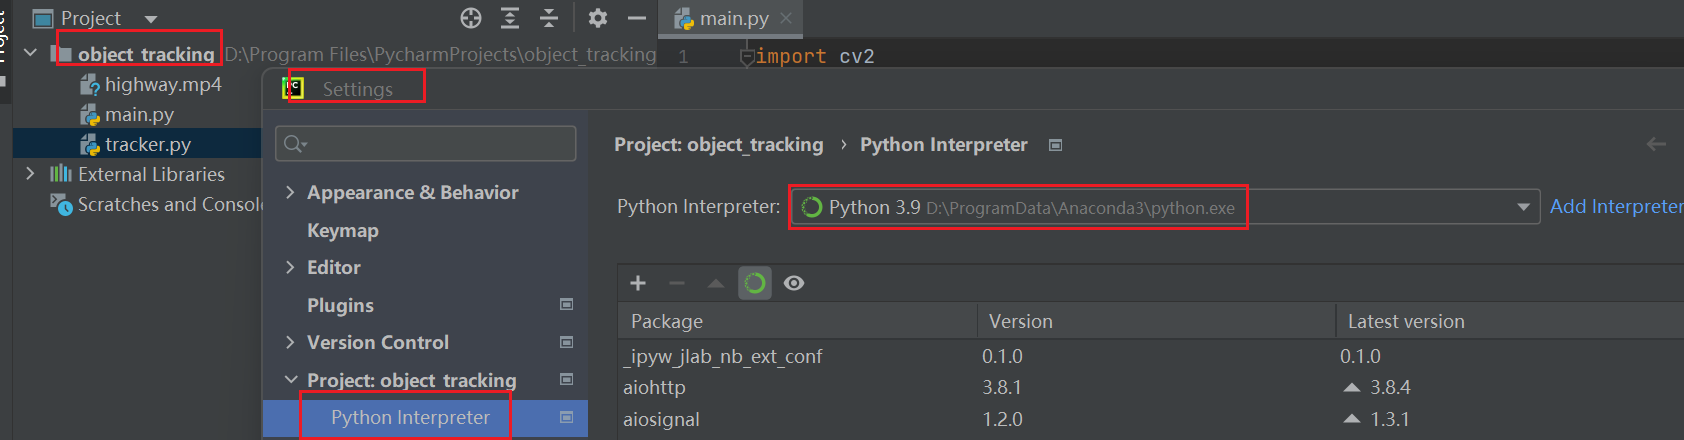 Project
Project
main.py
object_tracking D:\Program Files\PycharmProjects\object_tracking
1 import cv2
highway.mp4
PC Settings
main.py
tracker.py
Project: object_tracking › Python Interpreter
External Libraries
Appearance & Behavior
Scratches and Consol
Python Interpreter: Python 3.9 D:\ProgramData\Anaconda3\python.exe Add Interpreter
Keymap
Editor
Plugins
Package Version Latest version
Version Control
_ipyw_jlab_nb_ext_conf 0.1.0 0.1.0
Project: object_tracking
aiohttp 3.8.1 3.8.4
Python Interpreter
aiosignal 1.2.0 1.3.1